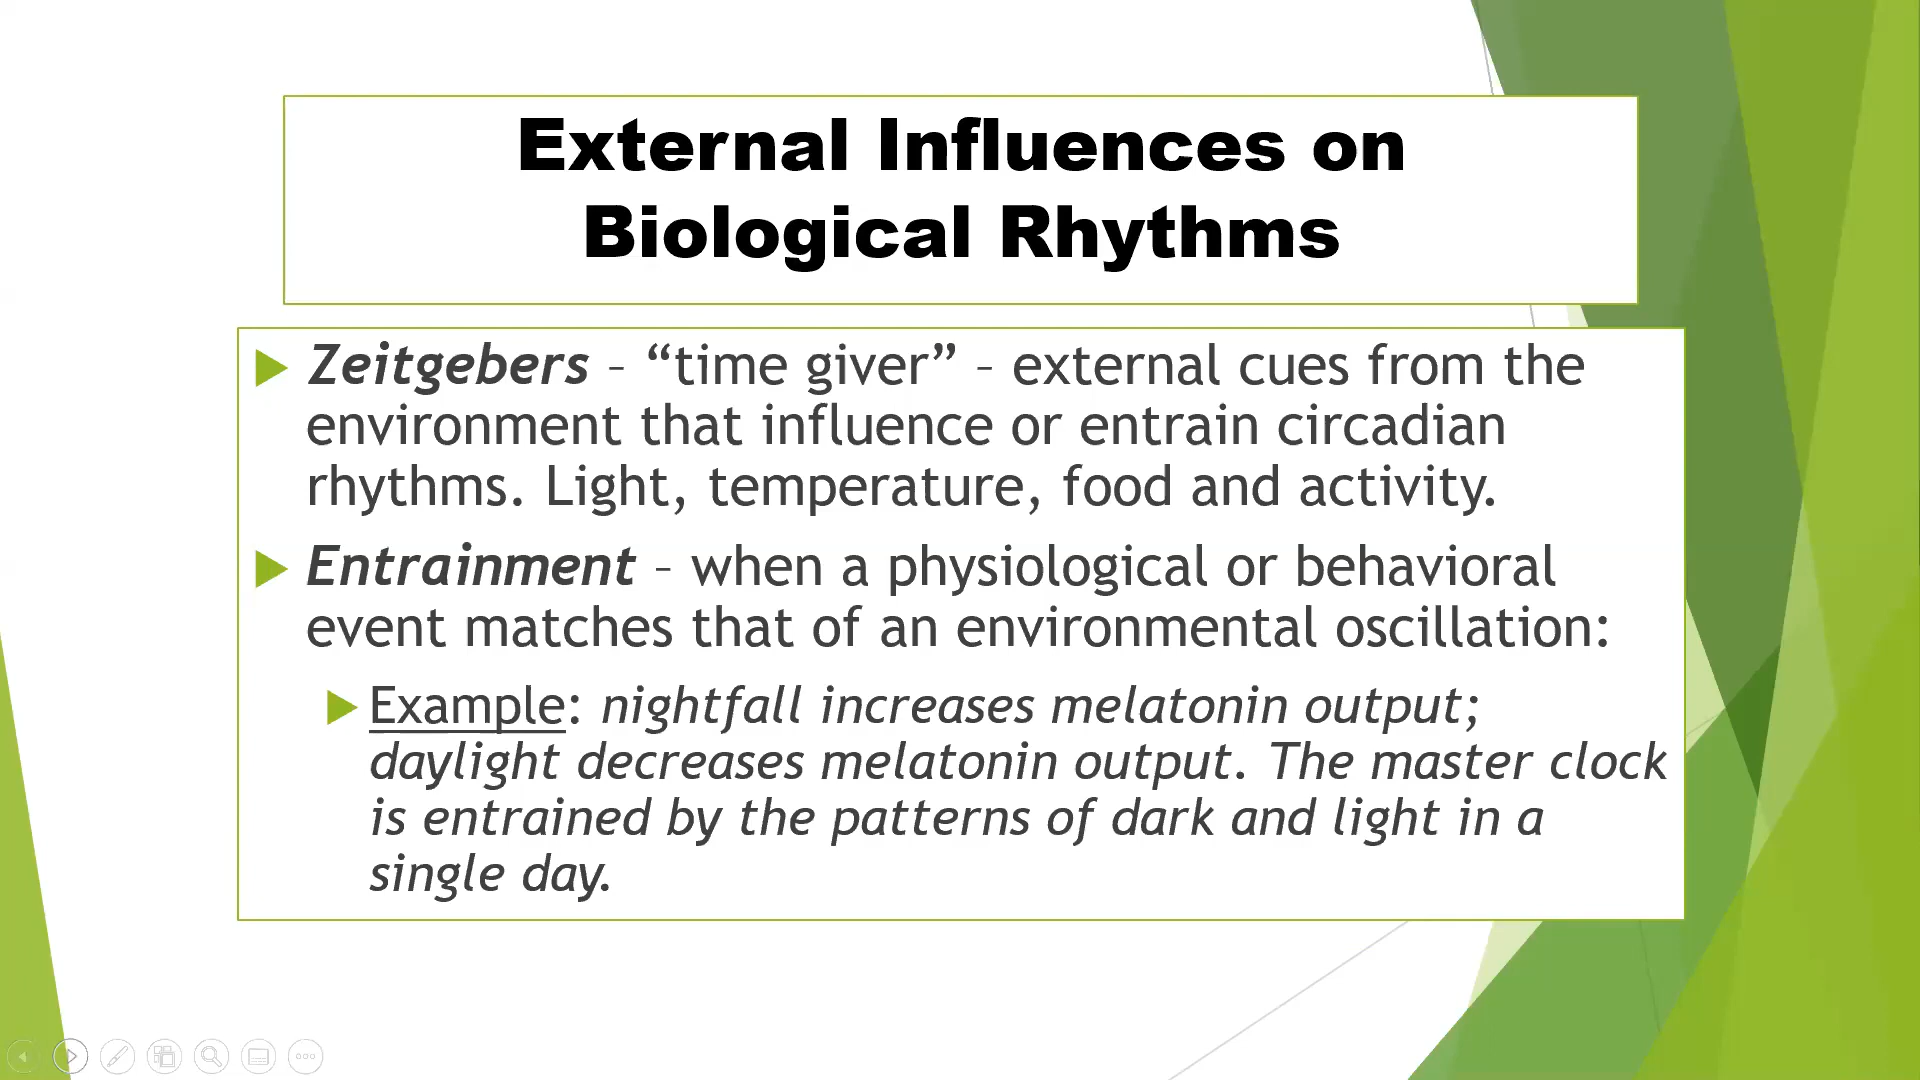 External Influences on
Biological Rhythms
Zeitgebers – “time giver” – external cues from the
environment that influence or entrain circadian
rhythms. Light, temperature, food and activity.
Entrainment – when a physiological or behavioral
event matches that of an environmental oscillation:
Example: nightfall increases melatonin output;
daylight decreases melatonin output. The master clock
is entrained by the patterns of dark and light in a
single day.